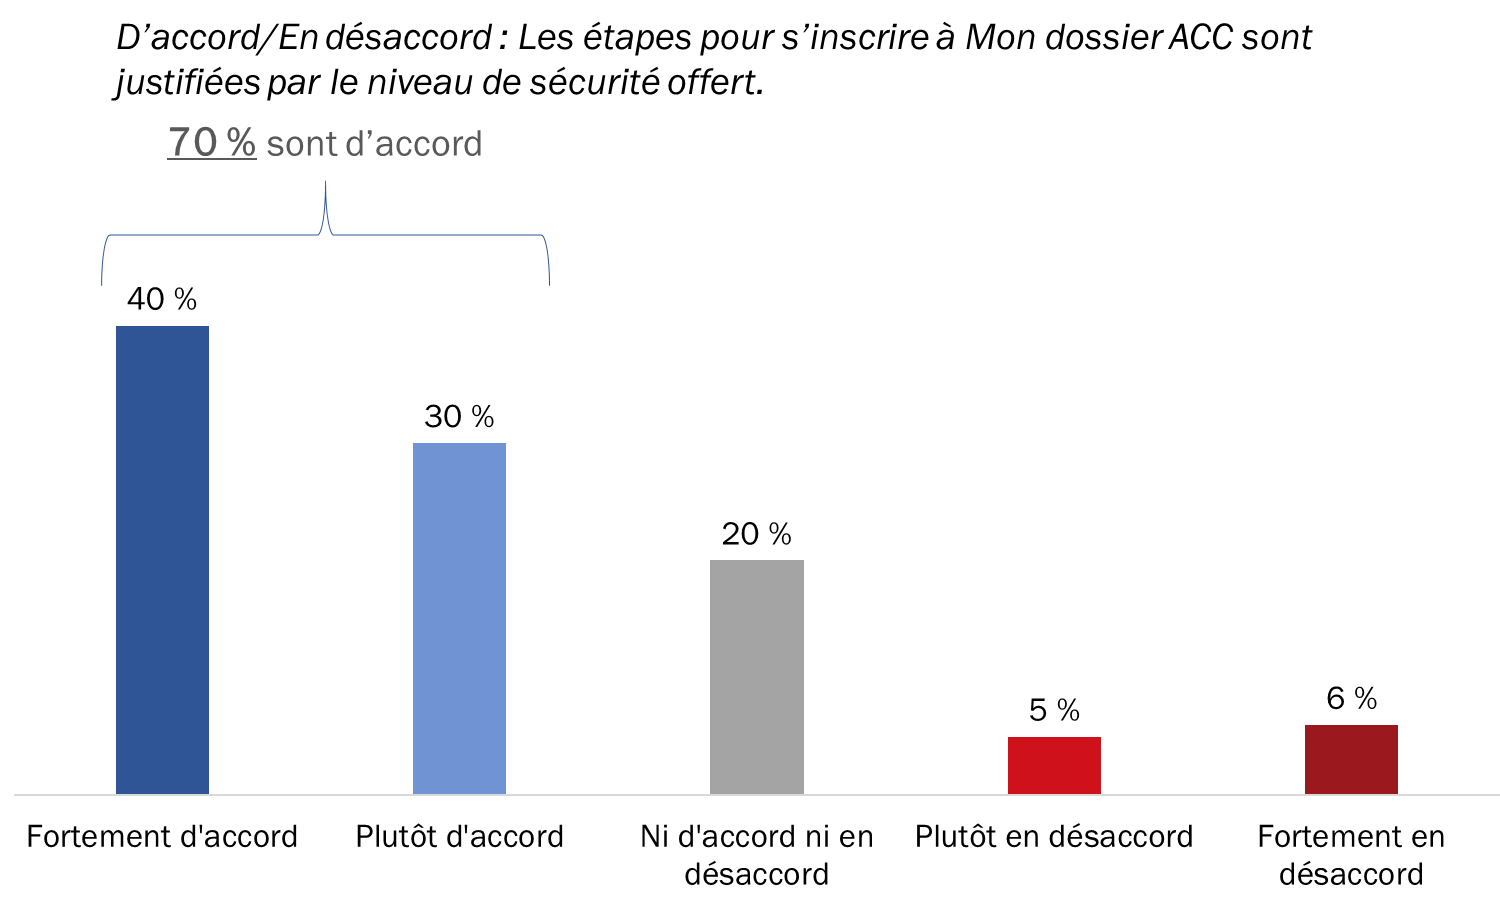 D’accord/En désaccord : Les étapes pour s’inscrire à Mon dossier ACC sont
justifiées par le niveau de sécurité offert.
70 % sont d’accord
40 %
30 %
20 %
5 %
6 %
Fortement d'accord
Plutôt d'accord
Ni d'accord ni en
désaccord
Plutôt en désaccord
Fortement en
désaccord